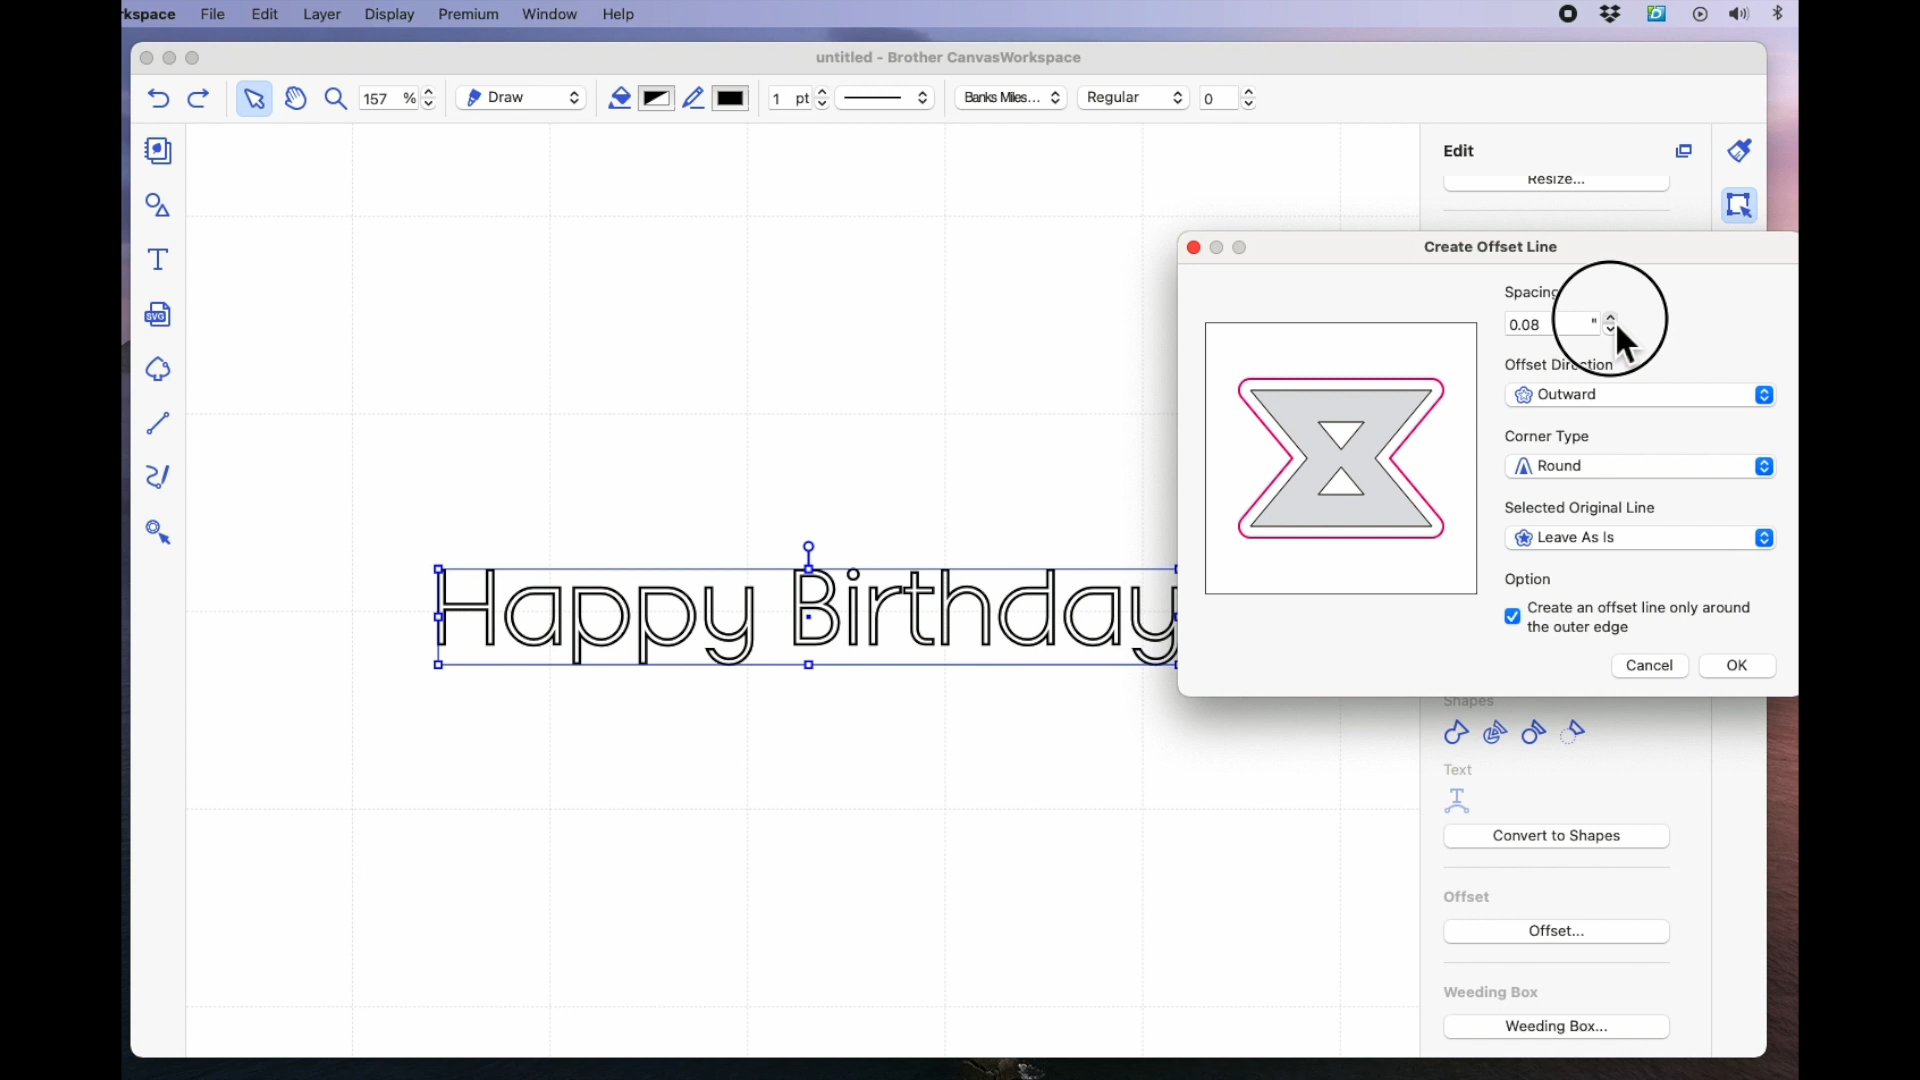 kspace File Edit Layer Display Premium Window Help
untitled - Brother CanvasWorkspace
157 % Draw 1 pt Banks Miles... Regular 0
Edit
Resize...
Create Offset Line
Spacing
0.08 "
Offset Direction
Outward
Corner Type
Round
Selected Original Line
Leave As Is
Option
Create an offset line only around
the outer edge
Cancel OK
SVG
Happy Birthday
Shapes
Text
Convert to Shapes
Offset
Offset...
Weeding Box
Weeding Box...